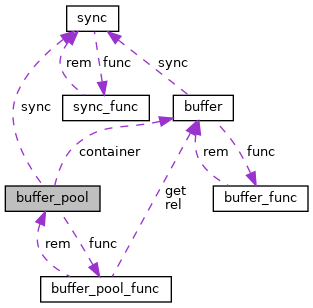 sync
rem
func
sync
sync_func
buffer
sync
container
rem
func
buffer_pool
get
rel
buffer_func
rem
func
buffer_pool_func